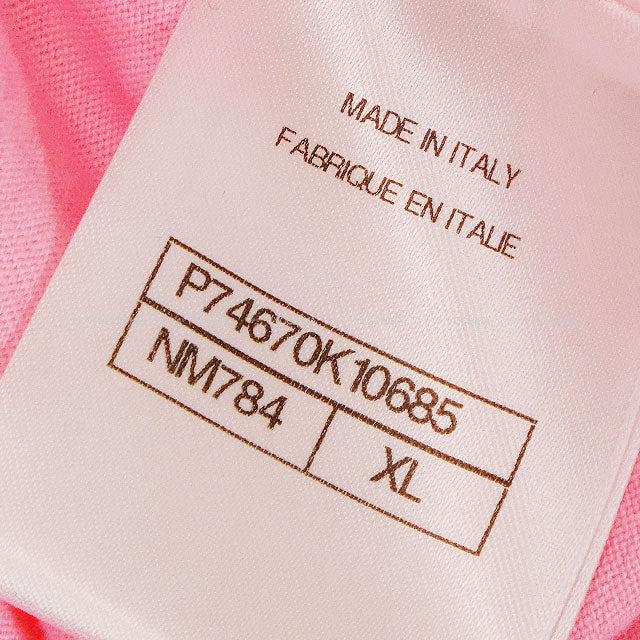 MADE IN ITALY
FABRIQUE EN ITALIE
P74670K10685
NM784 XL